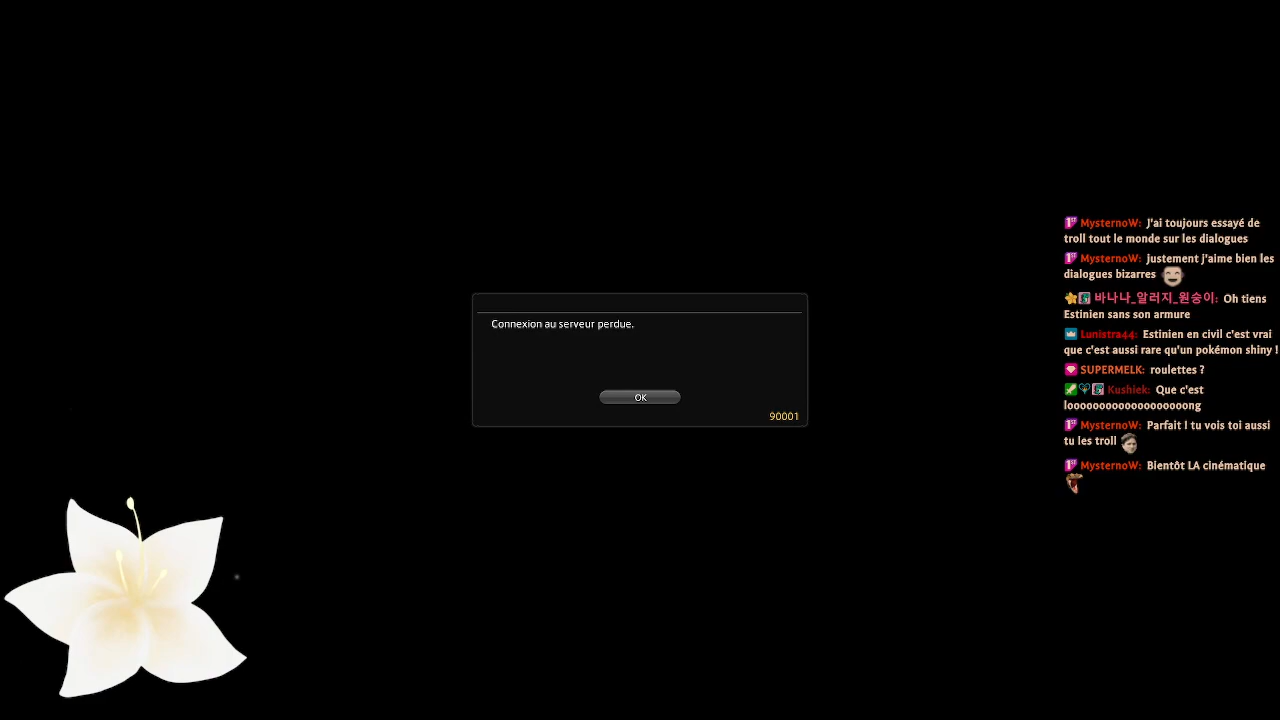 Connexion au serveur perdue.
OK
90001
MysternoW: J'ai toujours essayé de
troll tout le monde sur les dialogues
MysternoW: Justement j'aime bien les
dialogues bizarres
바나나_알러지_원숭이: Oh tiens
Estinien sans son armure
Lunistra44: Estinien en civil c'est vrai
que c'est aussi rare qu'un pokémon shiny !
SUPERMELK: roulettes ?
Kushiek: Que c'est
looooooooooooooooooong
MysternoW: Parfait ! tu vois toi aussi
tu les troll
MysternoW: Bientôt LA cinématique